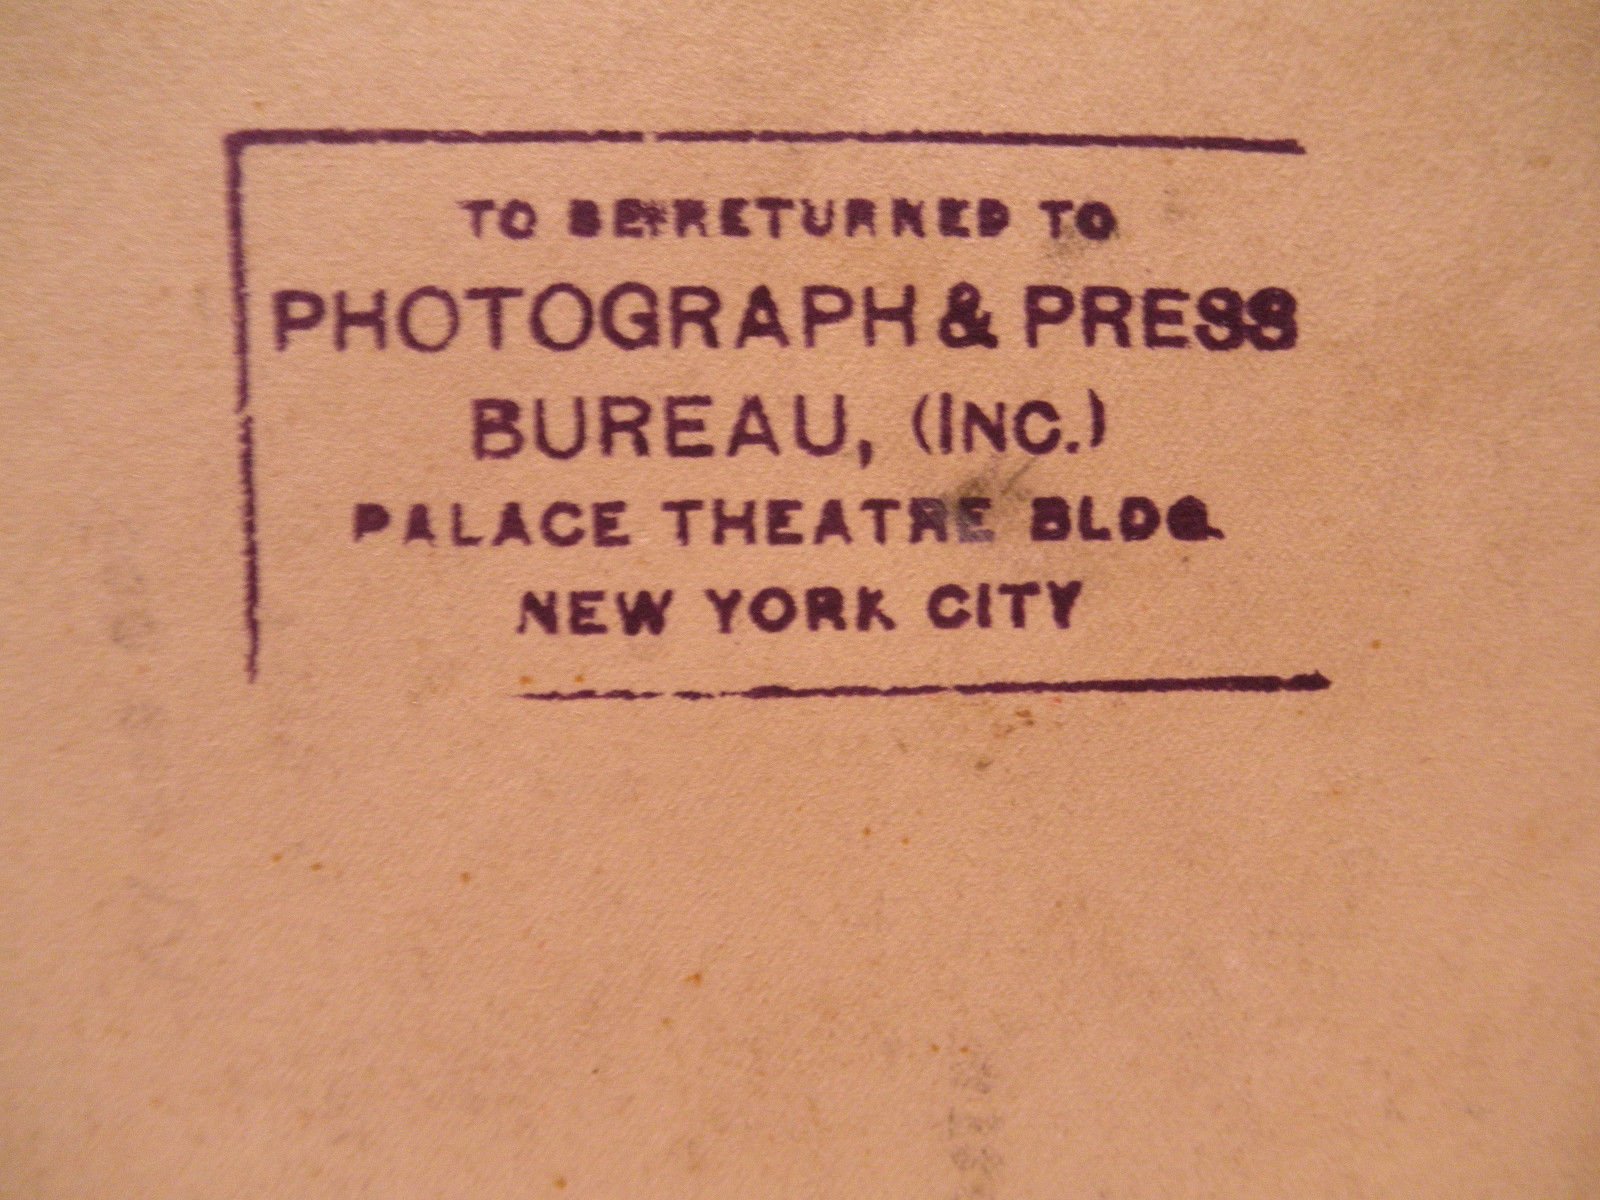 TO BE RETURNED TO
PHOTOGRAPH & PRESS
BUREAU, (INC.)
PALACE THEATRE BLDG.
NEW YORK CITY